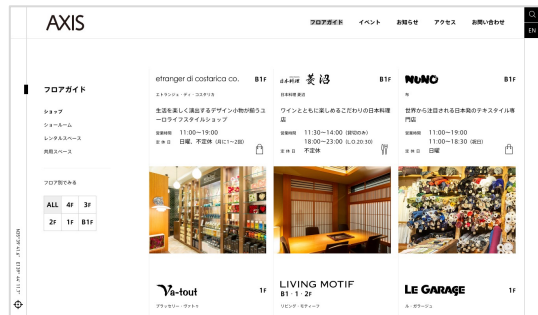 AXIS
フロアガイド
イベント
お知らせ
アクセス
お問い合わせ
EN
フロアガイド
ショップ
ショールーム
レンタルスペース
共用スペース
フロア別でみる
ALL 4F 3F
2F 1F B1F
etranger di costarica co. B1F
エトランジェ・ディ・コスタリカ
生活を楽しく演出するデザイン小物が揃うユ
ーロライフスタイルショップ
営業時間 11:00〜19:00
定休日 日曜、不定休（月に1〜2回）
日本料理 菱沼 B1F
日本料理 菱沼
ワインとともに楽しめるこだわりの日本料理
店
営業時間 11:30〜14:00（貸切のみ）
18:00〜23:00（L.O.20:30）
定休日 不定休
NUNO B1F
布
世界から注目される日本発のテキスタイル専
門店
営業時間 11:00〜19:00
11:00〜18:30（祝日）
定休日 日曜
Va-tout 1F
ブラッセリー・ヴァトゥ
LIVING MOTIF
B1・1・2F
リビング・モティーフ
LE GARAGE 1F
ル・ガラージュ